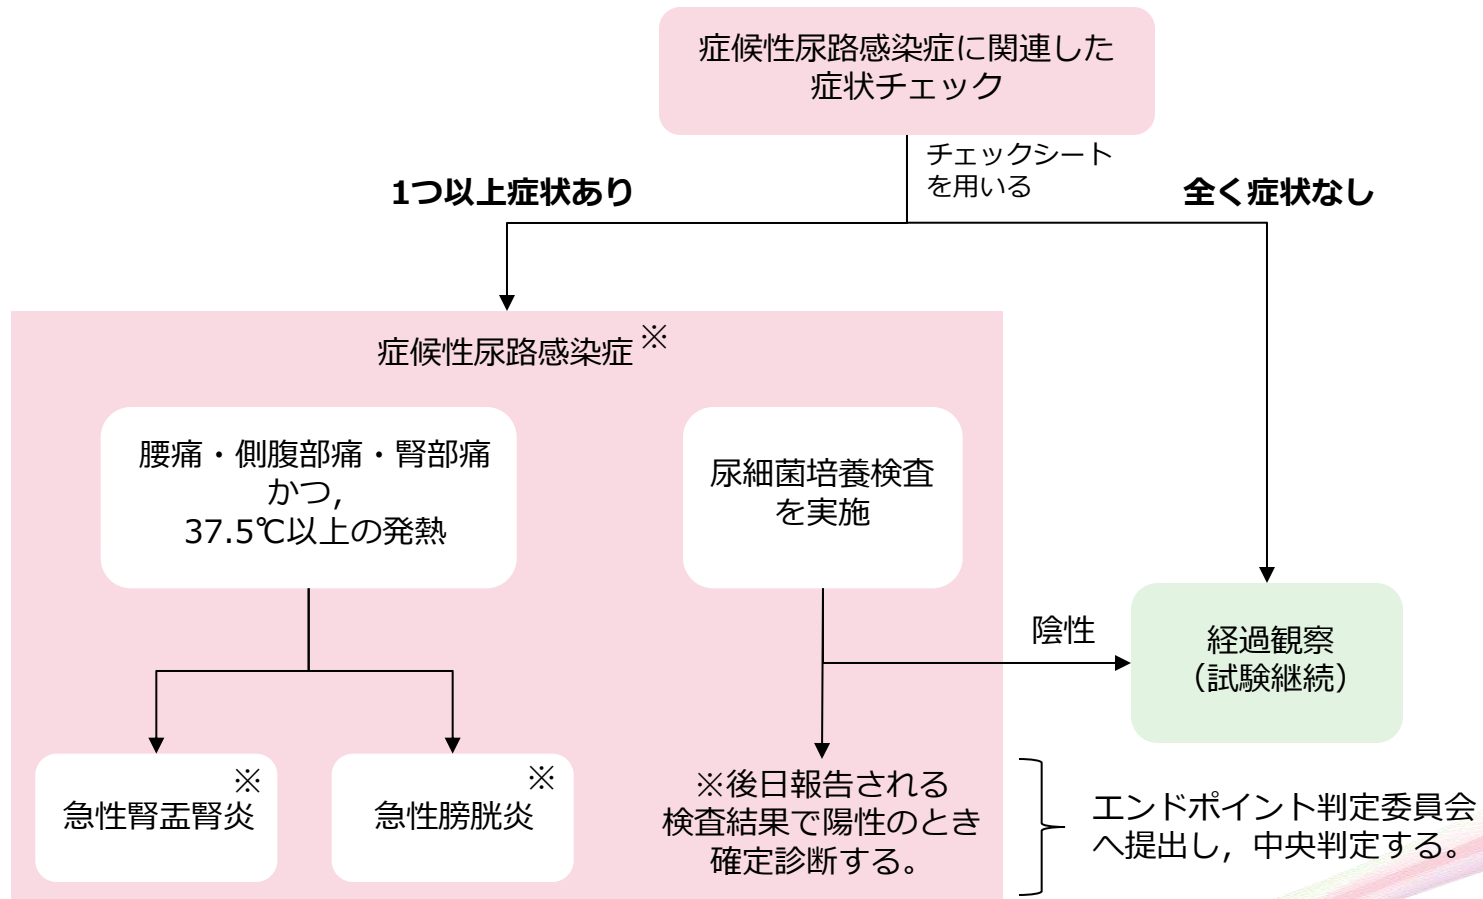 症候性尿路感染症に関連した
症状チェック
チェックシート
を用いる
1つ以上症状あり
全く症状なし
症候性尿路感染症※
腰痛・側腹部痛・腎部痛
かつ，
37.5℃以上の発熱
尿細菌培養検査
を実施
陰性
経過観察
（試験継続）
※
急性腎盂腎炎
※
急性膀胱炎
※後日報告される
検査結果で陽性のとき
確定診断する。
エンドポイント判定委員会
へ提出し，中央判定する。